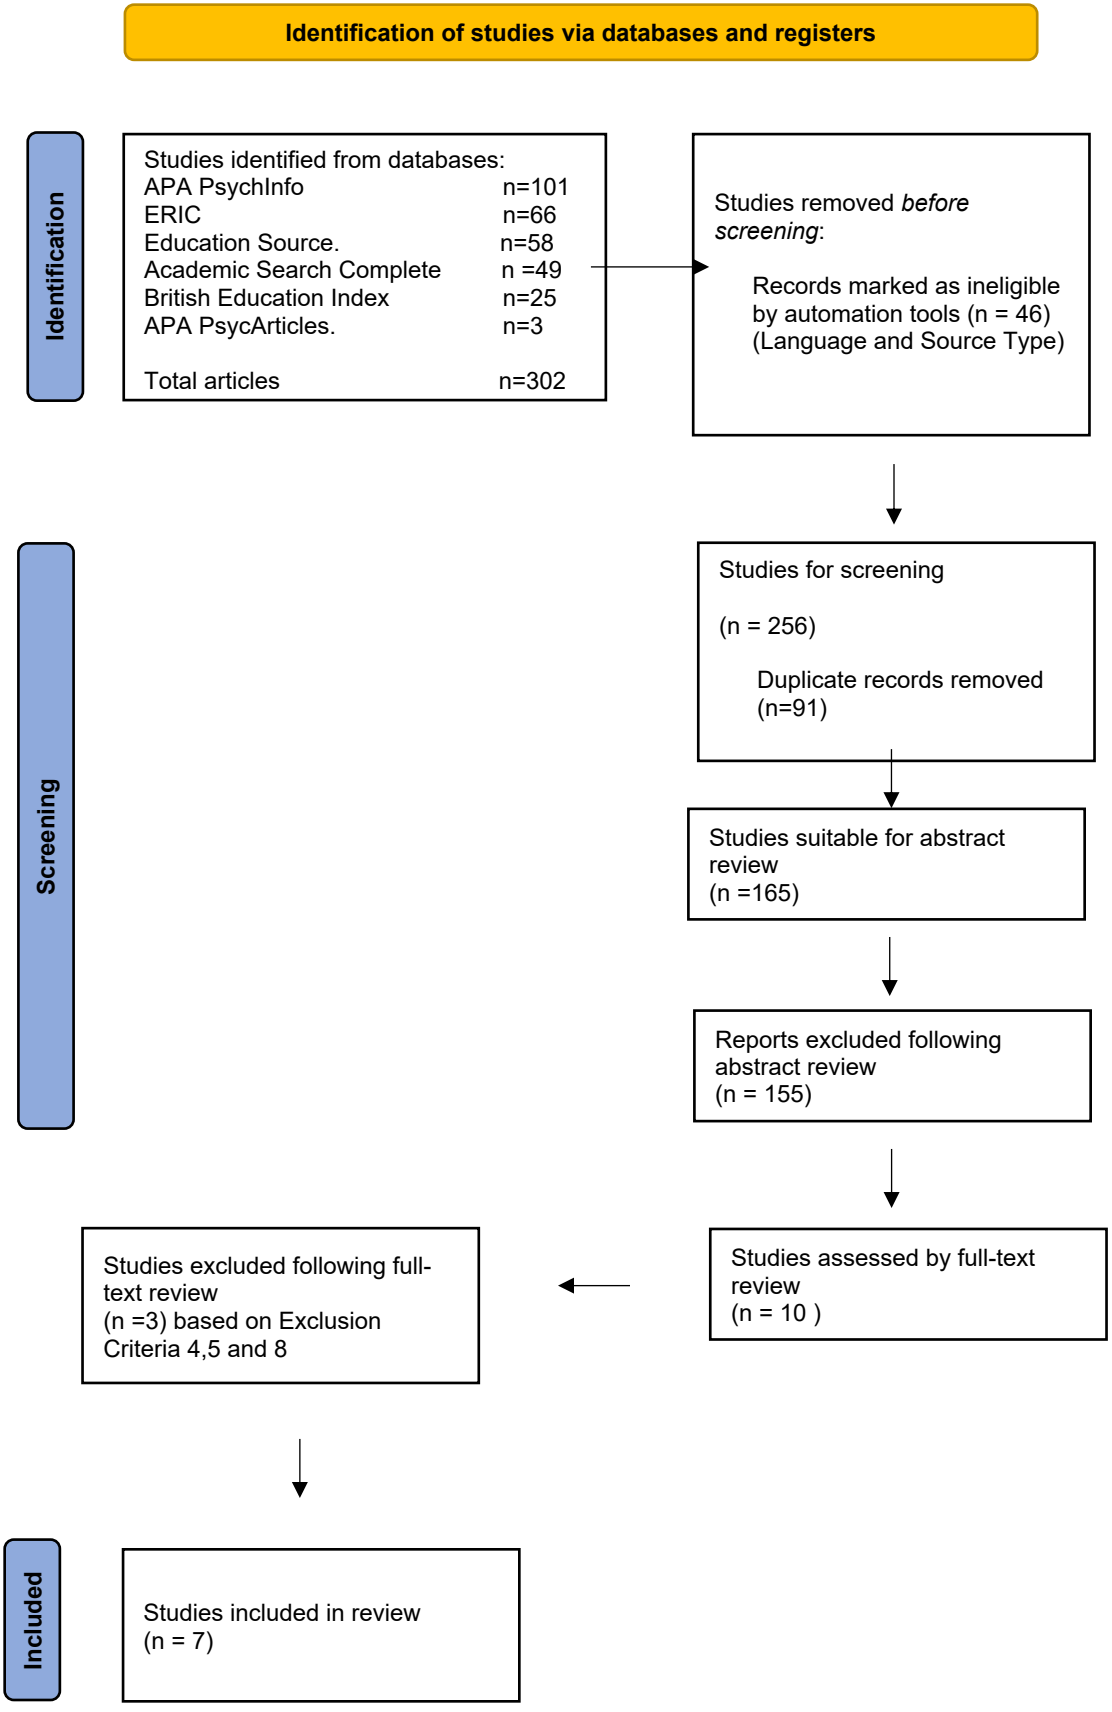 Identification of studies via databases and registers
Identification
Studies identified from databases:
APA PsychInfo n=101
ERIC n=66
Education Source. n=58
Academic Search Complete n =49
British Education Index n=25
APA PsycArticles. n=3
Total articles n=302
Studies removed before
screening:
Records marked as ineligible
by automation tools (n = 46)
(Language and Source Type)
Screening
Studies for screening
(n = 256)
Duplicate records removed
(n=91)
Studies suitable for abstract
review
(n =165)
Reports excluded following
abstract review
(n = 155)
Studies assessed by full-text
review
(n = 10 )
Studies excluded following full-
text review
(n =3) based on Exclusion
Criteria 4,5 and 8
Included
Studies included in review
(n = 7)